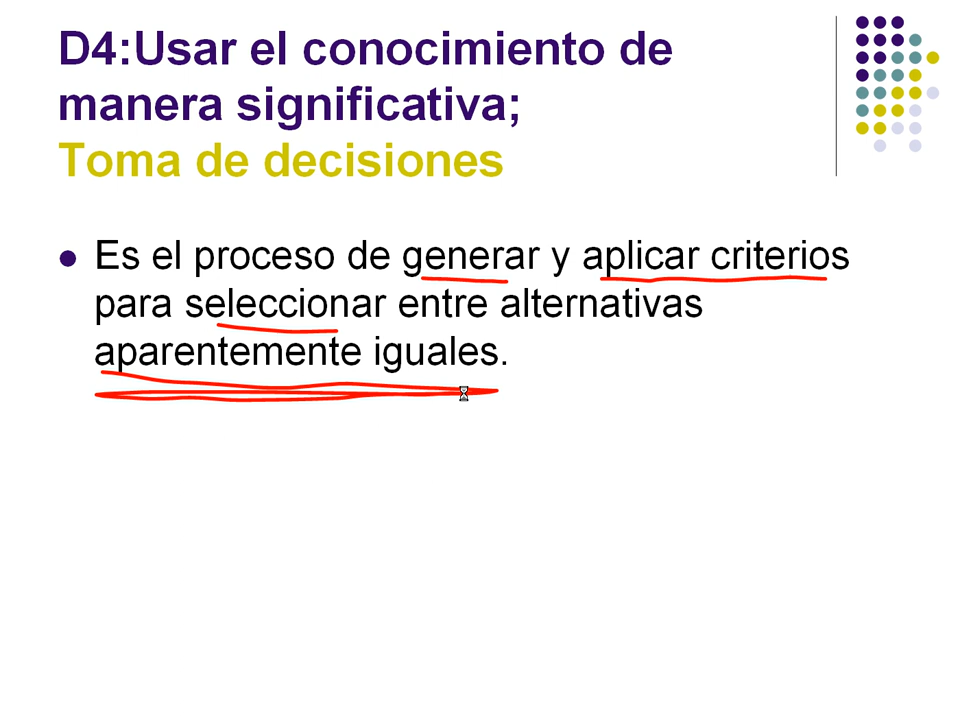 D4:Usar el conocimiento de
manera significativa;
Toma de decisiones
Es el proceso de generar y aplicar criterios
para seleccionar entre alternativas
aparentemente iguales.